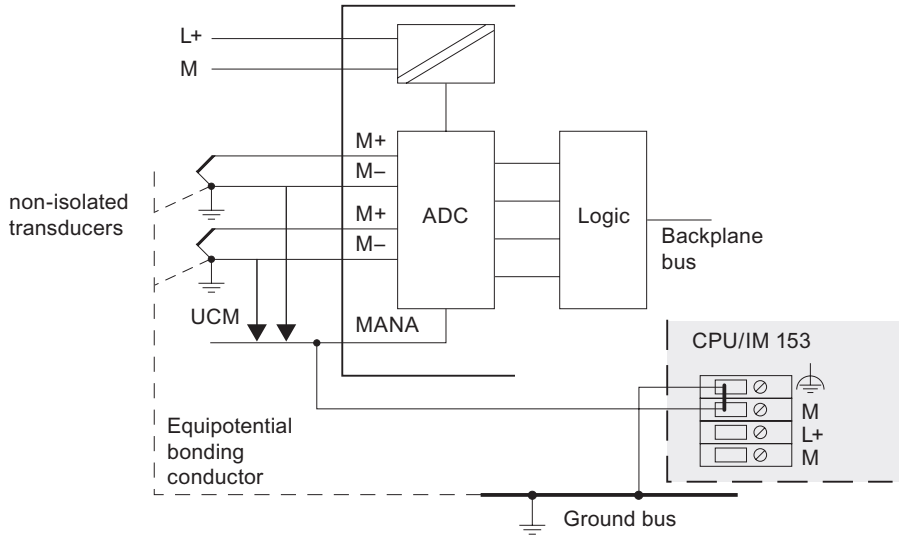 L+
M
M+
M–
non-isolated
transducers
M+
M–
ADC
Logic
Backplane
bus
UCM
MANA
CPU/IM 153
M
L+
M
Equipotential
bonding
conductor
Ground bus